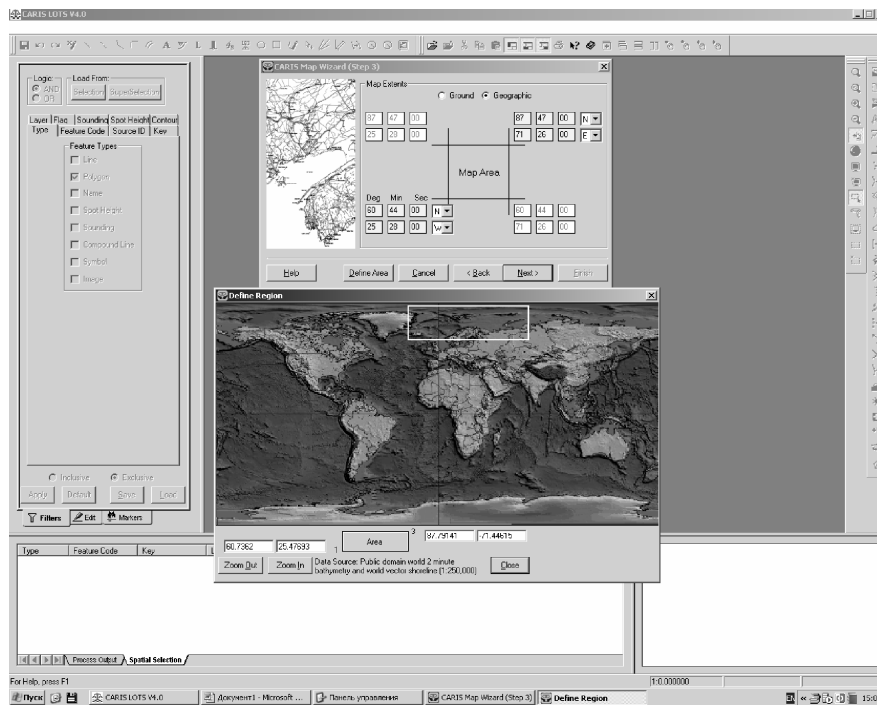 CARIS LOTS V4.0
Logic:
AND
OR
Load From:
Selection SuperSelection
Layer Flag Sounding Spot Height Contour
Type Feature Code Source ID Key
Feature Types
Line
Polygon
Name
Spot Height
Sounding
Compound Line
Symbol
Image
Inclusive Exclusive
Apply Default Save Load
Filters Edit Markers
CARIS Map Wizard (Step 3)
Map Extents
Ground Geographic
87 47 00 87 47 00 N
25 28 00 71 26 00 E
Map Area
Deg Min Sec
60 44 00 N 60 44 00
25 28 00 W 71 26 00
Help Define Area Cancel < Back Next > Finish
Define Region
60.7362 25.47693 1 Area 3 87.79141 -71.44615
Zoom Out Zoom In Data Source: Public domain world 2 minute
bathymetry and world vector shoreline (1:250,000) Close
Type Feature Code Key
Process Output Spatial Selection
For Help, press F1 1:0.000000
Пуск CARIS LOTS V4.0 Документ1 - Microsoft ... Панель управления CARIS Map Wizard (Step 3) Define Region EN « 15:0